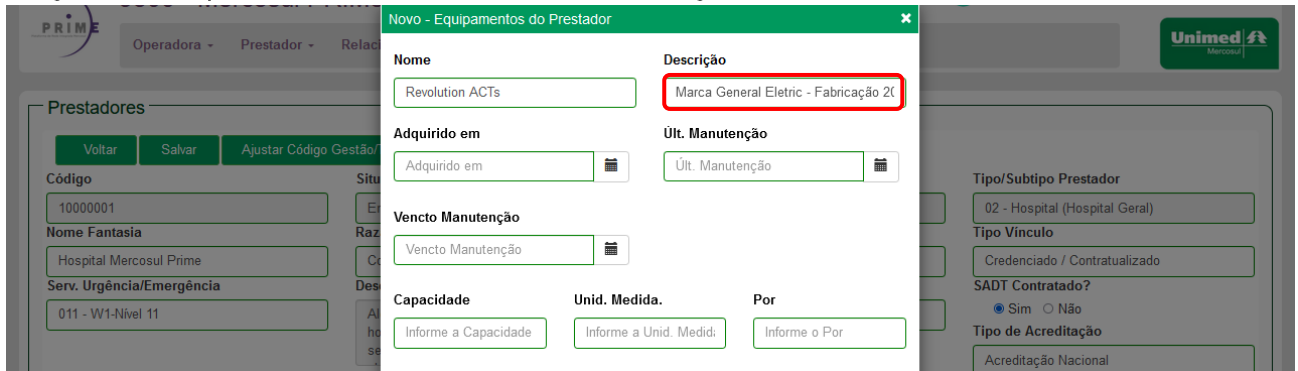 PRIME
Operadora
Prestador
Novo - Equipamentos do Prestador
×
Unimed
Mercosul
Nome
Descrição
Revolution ACTs
Marca General Eletric - Fabricação
Prestadores
Voltar
Salvar
Ajustar Código Gestão/
Adquirido em
Últ. Manutenção
Adquirido em
Últ. Manutenção
Código
Tipo/Subtipo Prestador
10000001
02 - Hospital (Hospital Geral)
Vencto Manutenção
Nome Fantasia
Tipo Vínculo
Vencto Manutenção
Hospital Mercosul Prime
Credenciado / Contratualizado
Serv. Urgência/Emergência
SADT Contratado?
011 - W1-Nível 11
Sim
Não
Capacidade
Unid. Medida.
Por
Informe a Capacidade
Informe a Unid. Medid
Informe o Por
Tipo de Acreditação
Acreditação Nacional